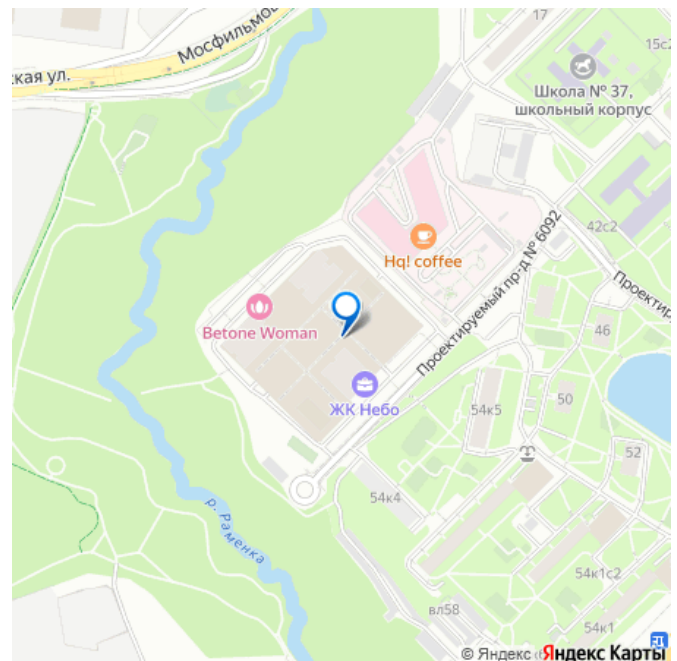 Мосфильмов
ская ул.
17
15с2
Школа № 37,
школьный корпус
42с2
Hq! coffee
Проектируемый пр-д № 6092
Проектир
Betone Woman
46
ЖК Небо
50
54к5
52
54к4
р. Раменка
54к1с2
вл58
54к1
© Яндекс
Яндекс Карты